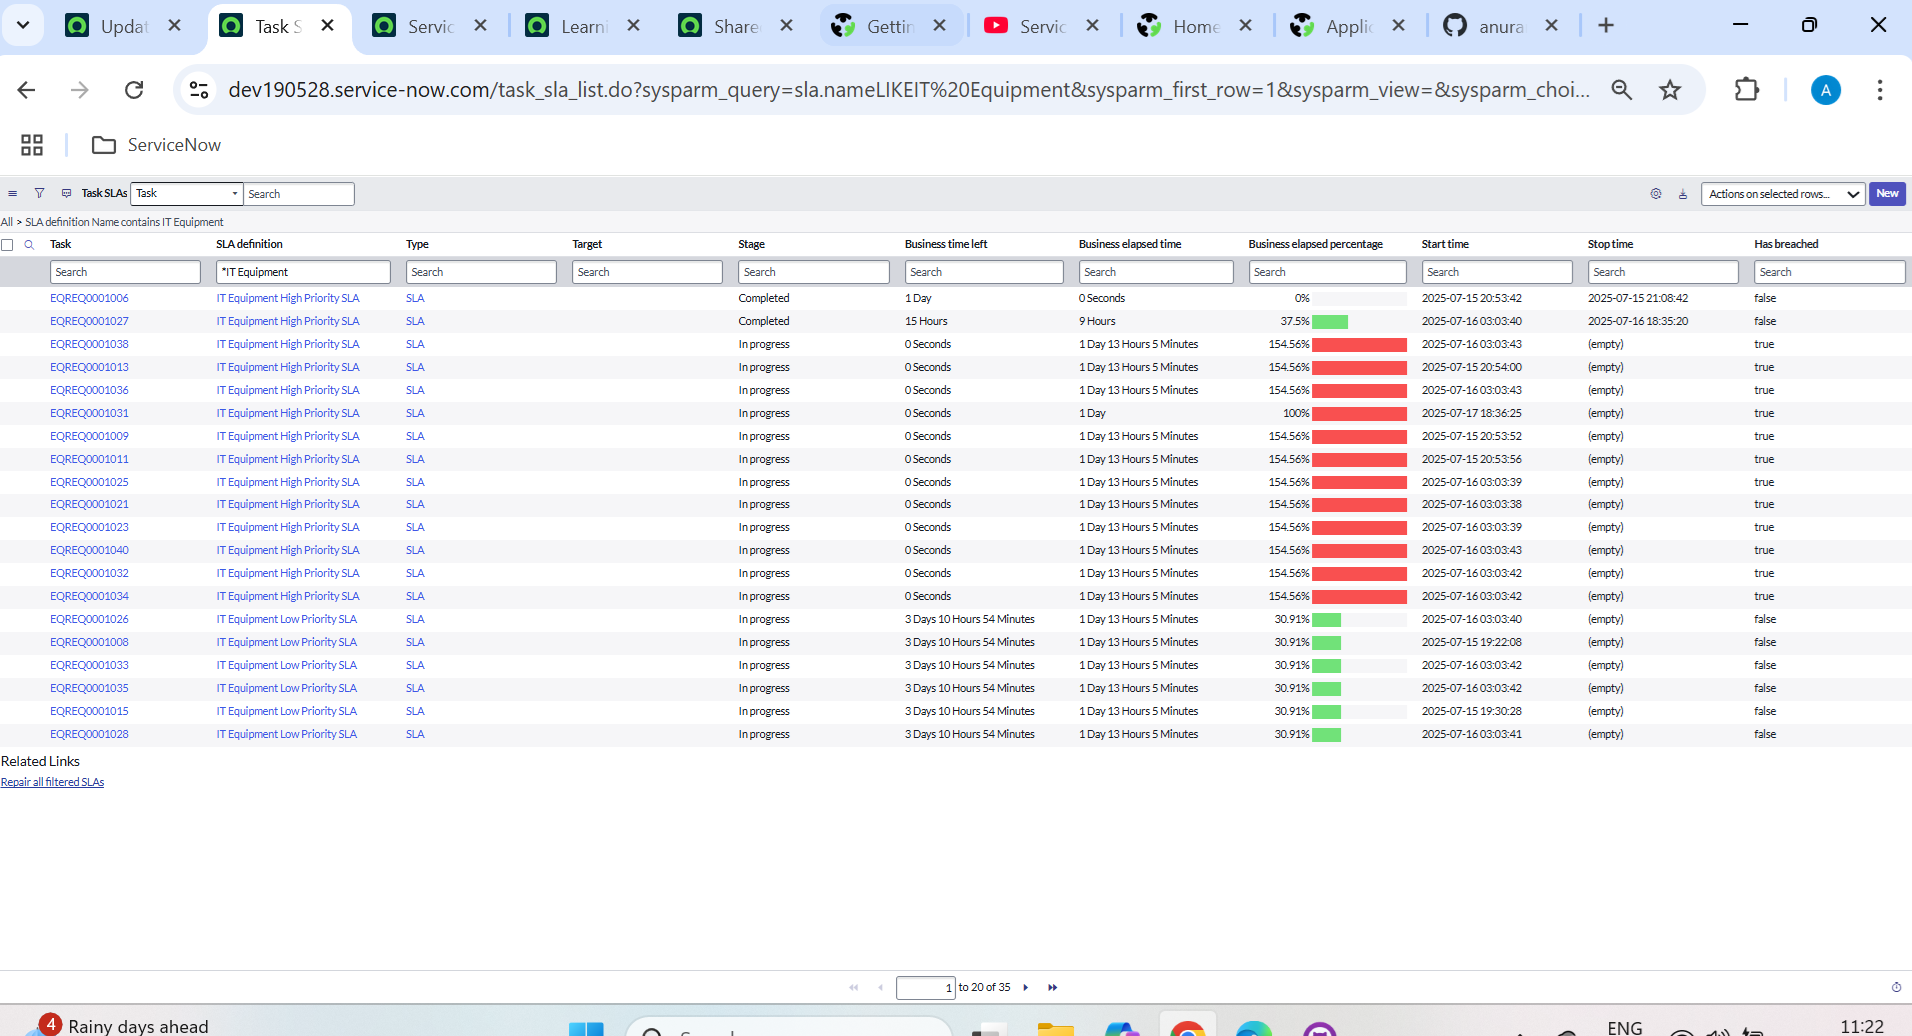 Updat
Task S
Servic
Learni
Share
Gettin
Servic
Home
Applic
anura
dev190528.service-now.com/task_sla_list.do?sysparm_query=sla.nameLIKEIT%20Equipment&sysparm_first_row=1&sysparm_view=&sysparm_choi...
A
ServiceNow
Task SLAs Task Search Actions on selected rows... New
All > SLA definition Name contains IT Equipment
Task SLA definition Type Target Stage Business time left Business elapsed time Business elapsed percentage Start time Stop time Has breached
Search *IT Equipment Search Search Search Search Search Search Search Search Search
EQREQ0001006 IT Equipment High Priority SLA SLA Completed 1 Day 0 Seconds 0% 2025-07-15 20:53:42 2025-07-15 21:08:42 false
EQREQ0001027 IT Equipment High Priority SLA SLA Completed 15 Hours 9 Hours 37.5% 2025-07-16 03:03:40 2025-07-16 18:35:20 false
EQREQ0001038 IT Equipment High Priority SLA SLA In progress 0 Seconds 1 Day 13 Hours 5 Minutes 154.56% 2025-07-16 03:03:43 (empty) true
EQREQ0001013 IT Equipment High Priority SLA SLA In progress 0 Seconds 1 Day 13 Hours 5 Minutes 154.56% 2025-07-15 20:54:00 (empty) true
EQREQ0001036 IT Equipment High Priority SLA SLA In progress 0 Seconds 1 Day 13 Hours 5 Minutes 154.56% 2025-07-16 03:03:43 (empty) true
EQREQ0001031 IT Equipment High Priority SLA SLA In progress 0 Seconds 1 Day 100% 2025-07-17 18:36:25 (empty) true
EQREQ0001009 IT Equipment High Priority SLA SLA In progress 0 Seconds 1 Day 13 Hours 5 Minutes 154.56% 2025-07-15 20:53:52 (empty) true
EQREQ0001011 IT Equipment High Priority SLA SLA In progress 0 Seconds 1 Day 13 Hours 5 Minutes 154.56% 2025-07-15 20:53:56 (empty) true
EQREQ0001025 IT Equipment High Priority SLA SLA In progress 0 Seconds 1 Day 13 Hours 5 Minutes 154.56% 2025-07-16 03:03:39 (empty) true
EQREQ0001021 IT Equipment High Priority SLA SLA In progress 0 Seconds 1 Day 13 Hours 5 Minutes 154.56% 2025-07-16 03:03:38 (empty) true
EQREQ0001023 IT Equipment High Priority SLA SLA In progress 0 Seconds 1 Day 13 Hours 5 Minutes 154.56% 2025-07-16 03:03:39 (empty) true
EQREQ0001040 IT Equipment High Priority SLA SLA In progress 0 Seconds 1 Day 13 Hours 5 Minutes 154.56% 2025-07-16 03:03:43 (empty) true
EQREQ0001032 IT Equipment High Priority SLA SLA In progress 0 Seconds 1 Day 13 Hours 5 Minutes 154.56% 2025-07-16 03:03:42 (empty) true
EQREQ0001034 IT Equipment High Priority SLA SLA In progress 0 Seconds 1 Day 13 Hours 5 Minutes 154.56% 2025-07-16 03:03:42 (empty) true
EQREQ0001026 IT Equipment Low Priority SLA SLA In progress 3 Days 10 Hours 54 Minutes 1 Day 13 Hours 5 Minutes 30.91% 2025-07-16 03:03:40 (empty) false
EQREQ0001008 IT Equipment Low Priority SLA SLA In progress 3 Days 10 Hours 54 Minutes 1 Day 13 Hours 5 Minutes 30.91% 2025-07-15 19:22:08 (empty) false
EQREQ0001033 IT Equipment Low Priority SLA SLA In progress 3 Days 10 Hours 54 Minutes 1 Day 13 Hours 5 Minutes 30.91% 2025-07-16 03:03:42 (empty) false
EQREQ0001035 IT Equipment Low Priority SLA SLA In progress 3 Days 10 Hours 54 Minutes 1 Day 13 Hours 5 Minutes 30.91% 2025-07-16 03:03:42 (empty) false
EQREQ0001015 IT Equipment Low Priority SLA SLA In progress 3 Days 10 Hours 54 Minutes 1 Day 13 Hours 5 Minutes 30.91% 2025-07-15 19:30:28 (empty) false
EQREQ0001028 IT Equipment Low Priority SLA SLA In progress 3 Days 10 Hours 54 Minutes 1 Day 13 Hours 5 Minutes 30.91% 2025-07-16 03:03:41 (empty) false
Related Links
Repair all filtered SLAs
1 to 20 of 35
4 Rainy days ahead
ENG
11:22